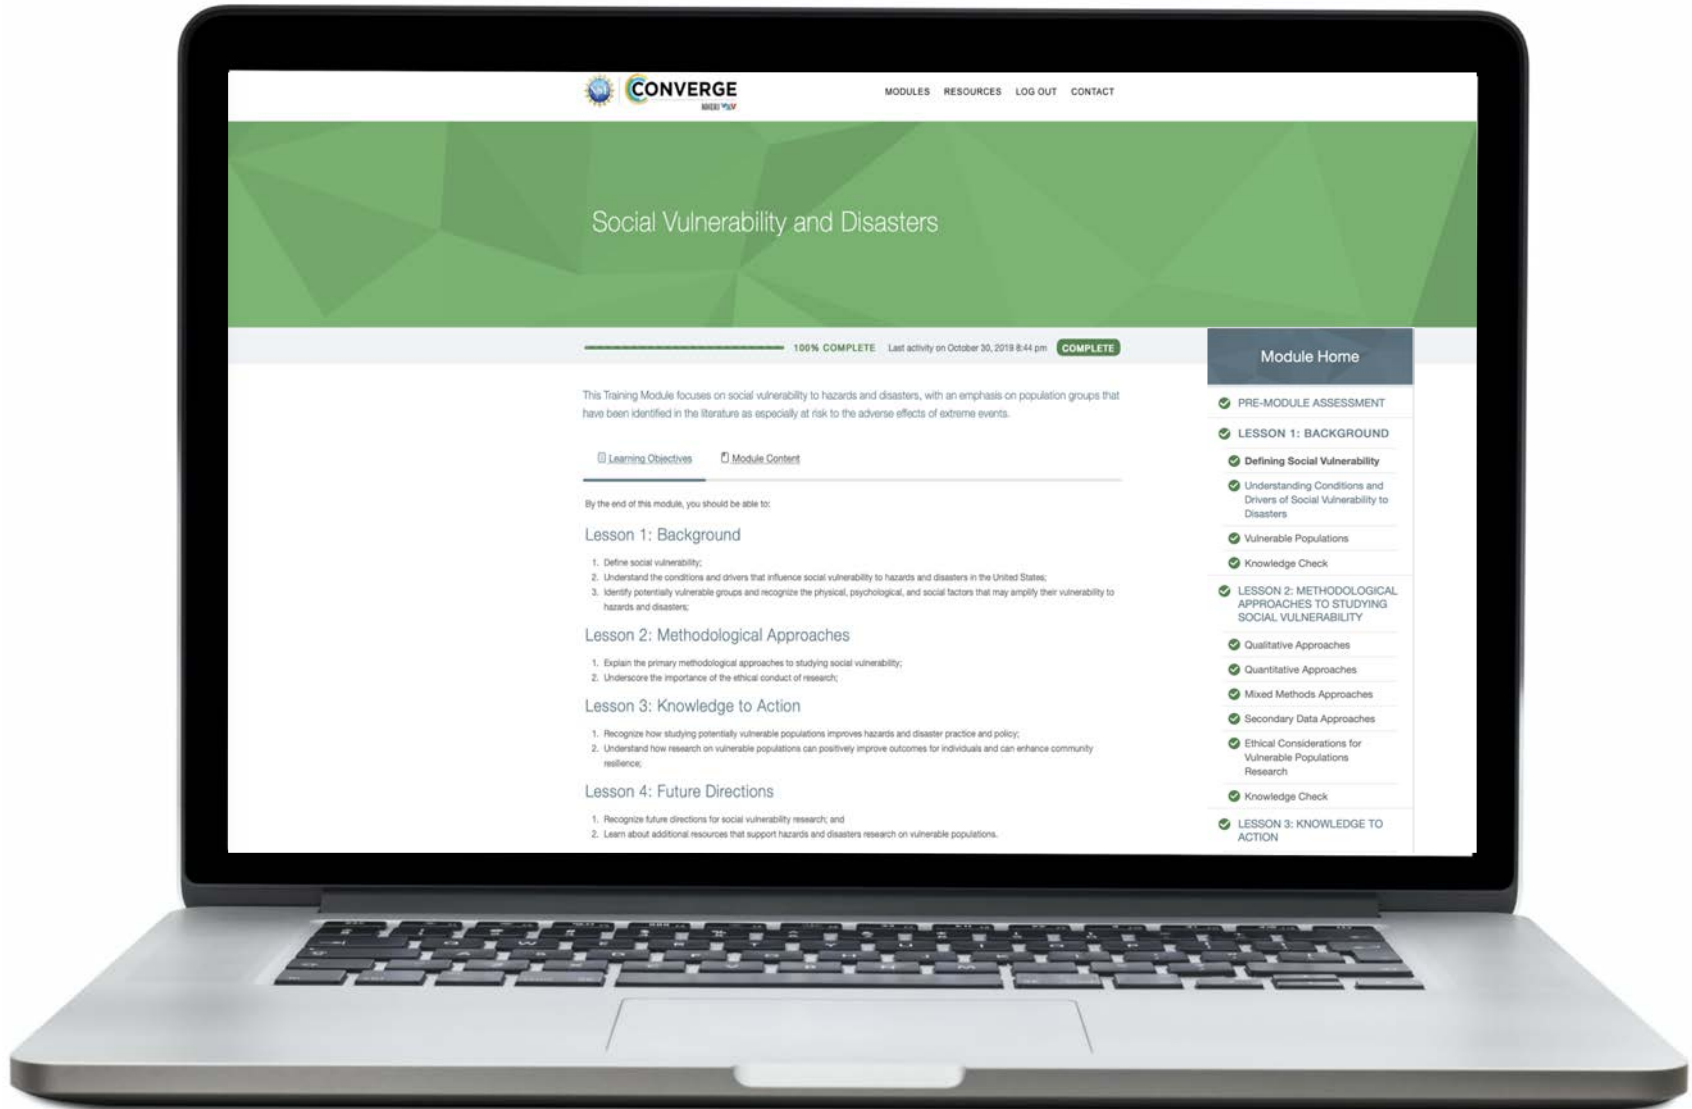 CONVERGE
MODULES RESOURCES LOG OUT CONTACT
Social Vulnerability and Disasters
100% COMPLETE Last activity on October 30, 2019 8:44 pm COMPLETE
This Training Module focuses on social vulnerability to hazards and disasters, with an emphasis on population groups that
have been identified in the literature as especially at risk to the adverse effects of extreme events.
Learning Objectives Module Content
By the end of this module, you should be able to:
Lesson 1: Background
1. Define social vulnerability;
2. Understand the conditions and drivers that influence social vulnerability to hazards and disasters in the United States;
3. Identify potentially vulnerable groups and recognize the physical, psychological, and social factors that may amplify their vulnerability to
hazards and disasters;
Lesson 2: Methodological Approaches
1. Explain the primary methodological approaches to studying social vulnerability;
2. Underscore the importance of the ethical conduct of research;
Lesson 3: Knowledge to Action
1. Recognize how studying potentially vulnerable populations improves hazards and disaster practice and policy;
2. Understand how research on vulnerable populations can positively improve outcomes for individuals and can enhance community
resilience;
Lesson 4: Future Directions
1. Recognize future directions for social vulnerability research; and
2. Learn about additional resources that support hazards and disasters research on vulnerable populations.
Module Home
PRE-MODULE ASSESSMENT
LESSON 1: BACKGROUND
Defining Social Vulnerability
Understanding Conditions and
Drivers of Social Vulnerability to
Disasters
Vulnerable Populations
Knowledge Check
LESSON 2: METHODOLOGICAL
APPROACHES TO STUDYING
SOCIAL VULNERABILITY
Qualitative Approaches
Quantitative Approaches
Mixed Methods Approaches
Secondary Data Approaches
Ethical Considerations for
Vulnerable Populations
Research
Knowledge Check
LESSON 3: KNOWLEDGE TO
ACTION